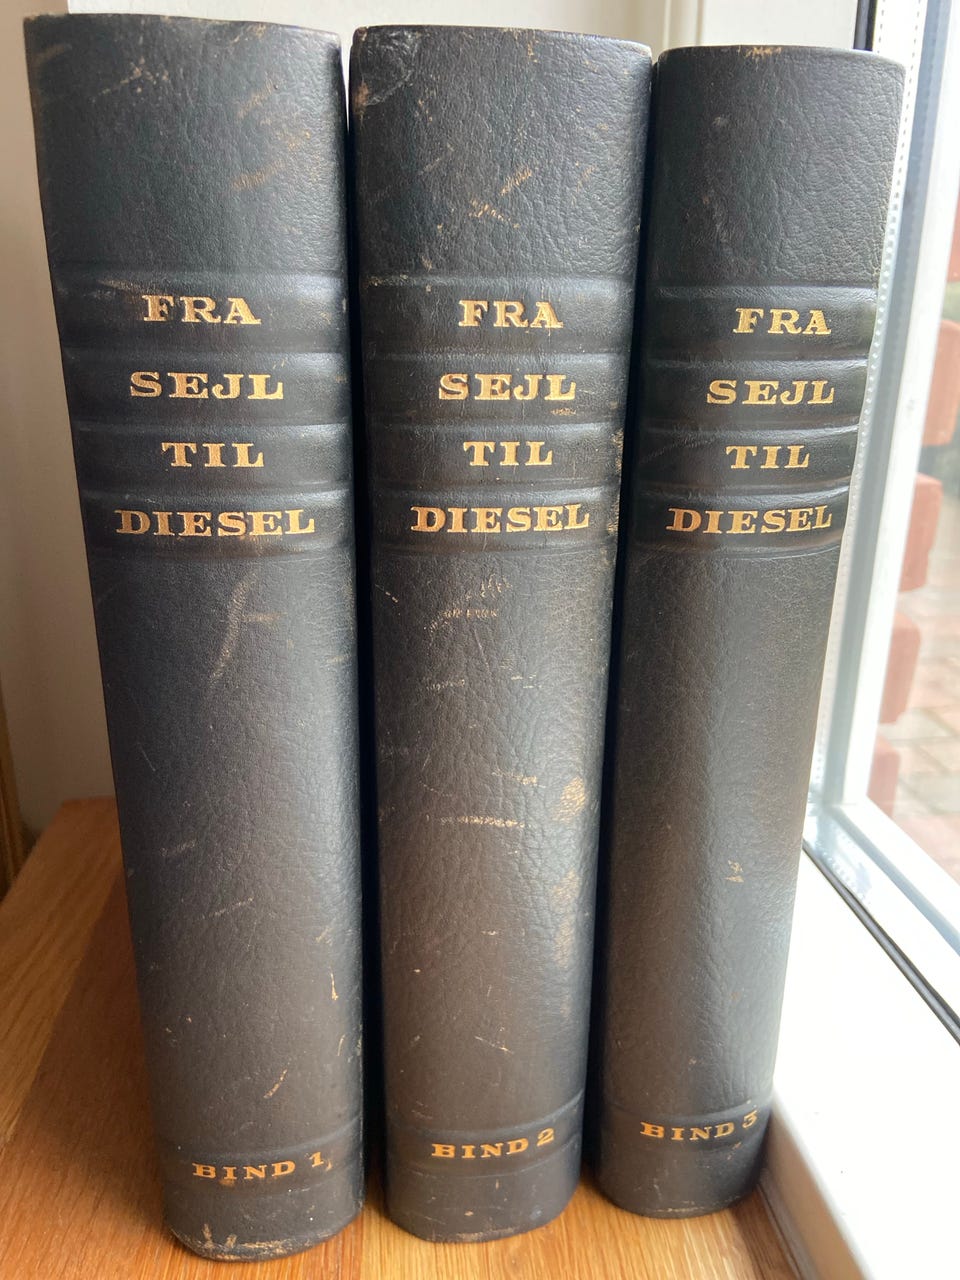 FRA
SEJL
TIL
DIESEL
BIND 1
FRA
SEJL
TIL
DIESEL
BIND 2
FRA
SEJL
TIL
DIESEL
BIND 3